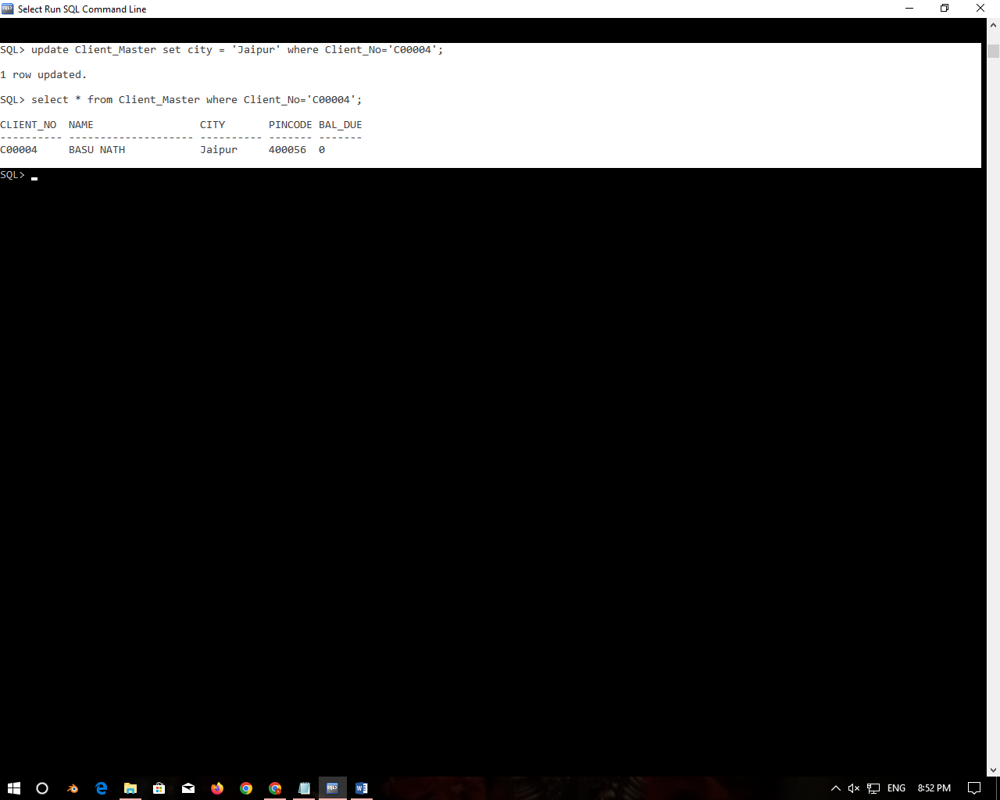 Select Run SQL Command Line
SQL> update Client_Master set city = 'Jaipur' where Client_No='C00004';
1 row updated.
SQL> select * from Client_Master where Client_No='C00004';
CLIENT_NO  NAME                 CITY       PINCODE BAL_DUE
---------- -------------------- ---------- ------- -------
C00004     BASU NATH            Jaipur     400056  0
SQL>
ENG 8:52 PM